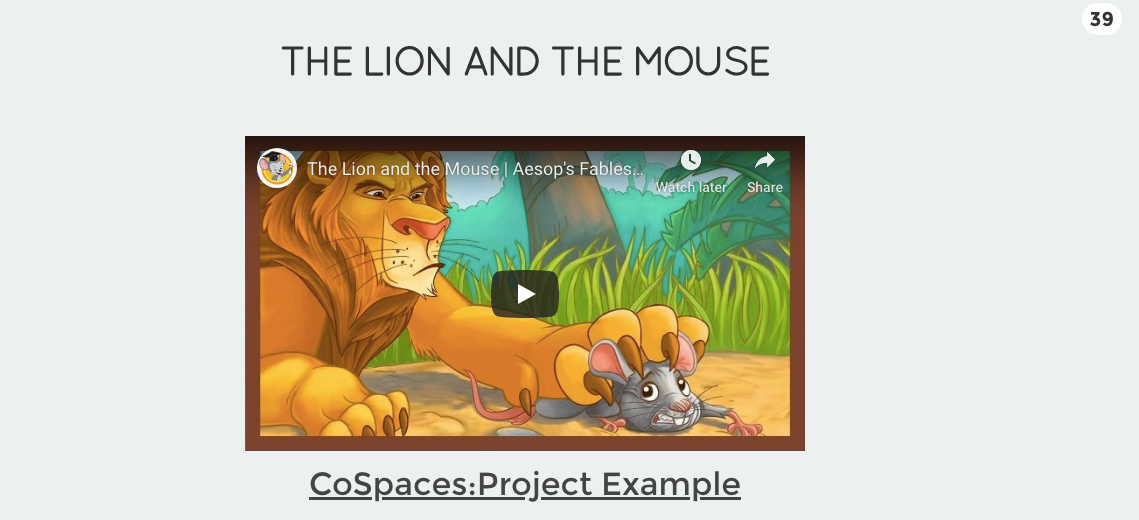 39
THE LION AND THE MOUSE
The Lion and the Mouse | Aesop's Fables...
Watch later
Share
CoSpaces:Project Example